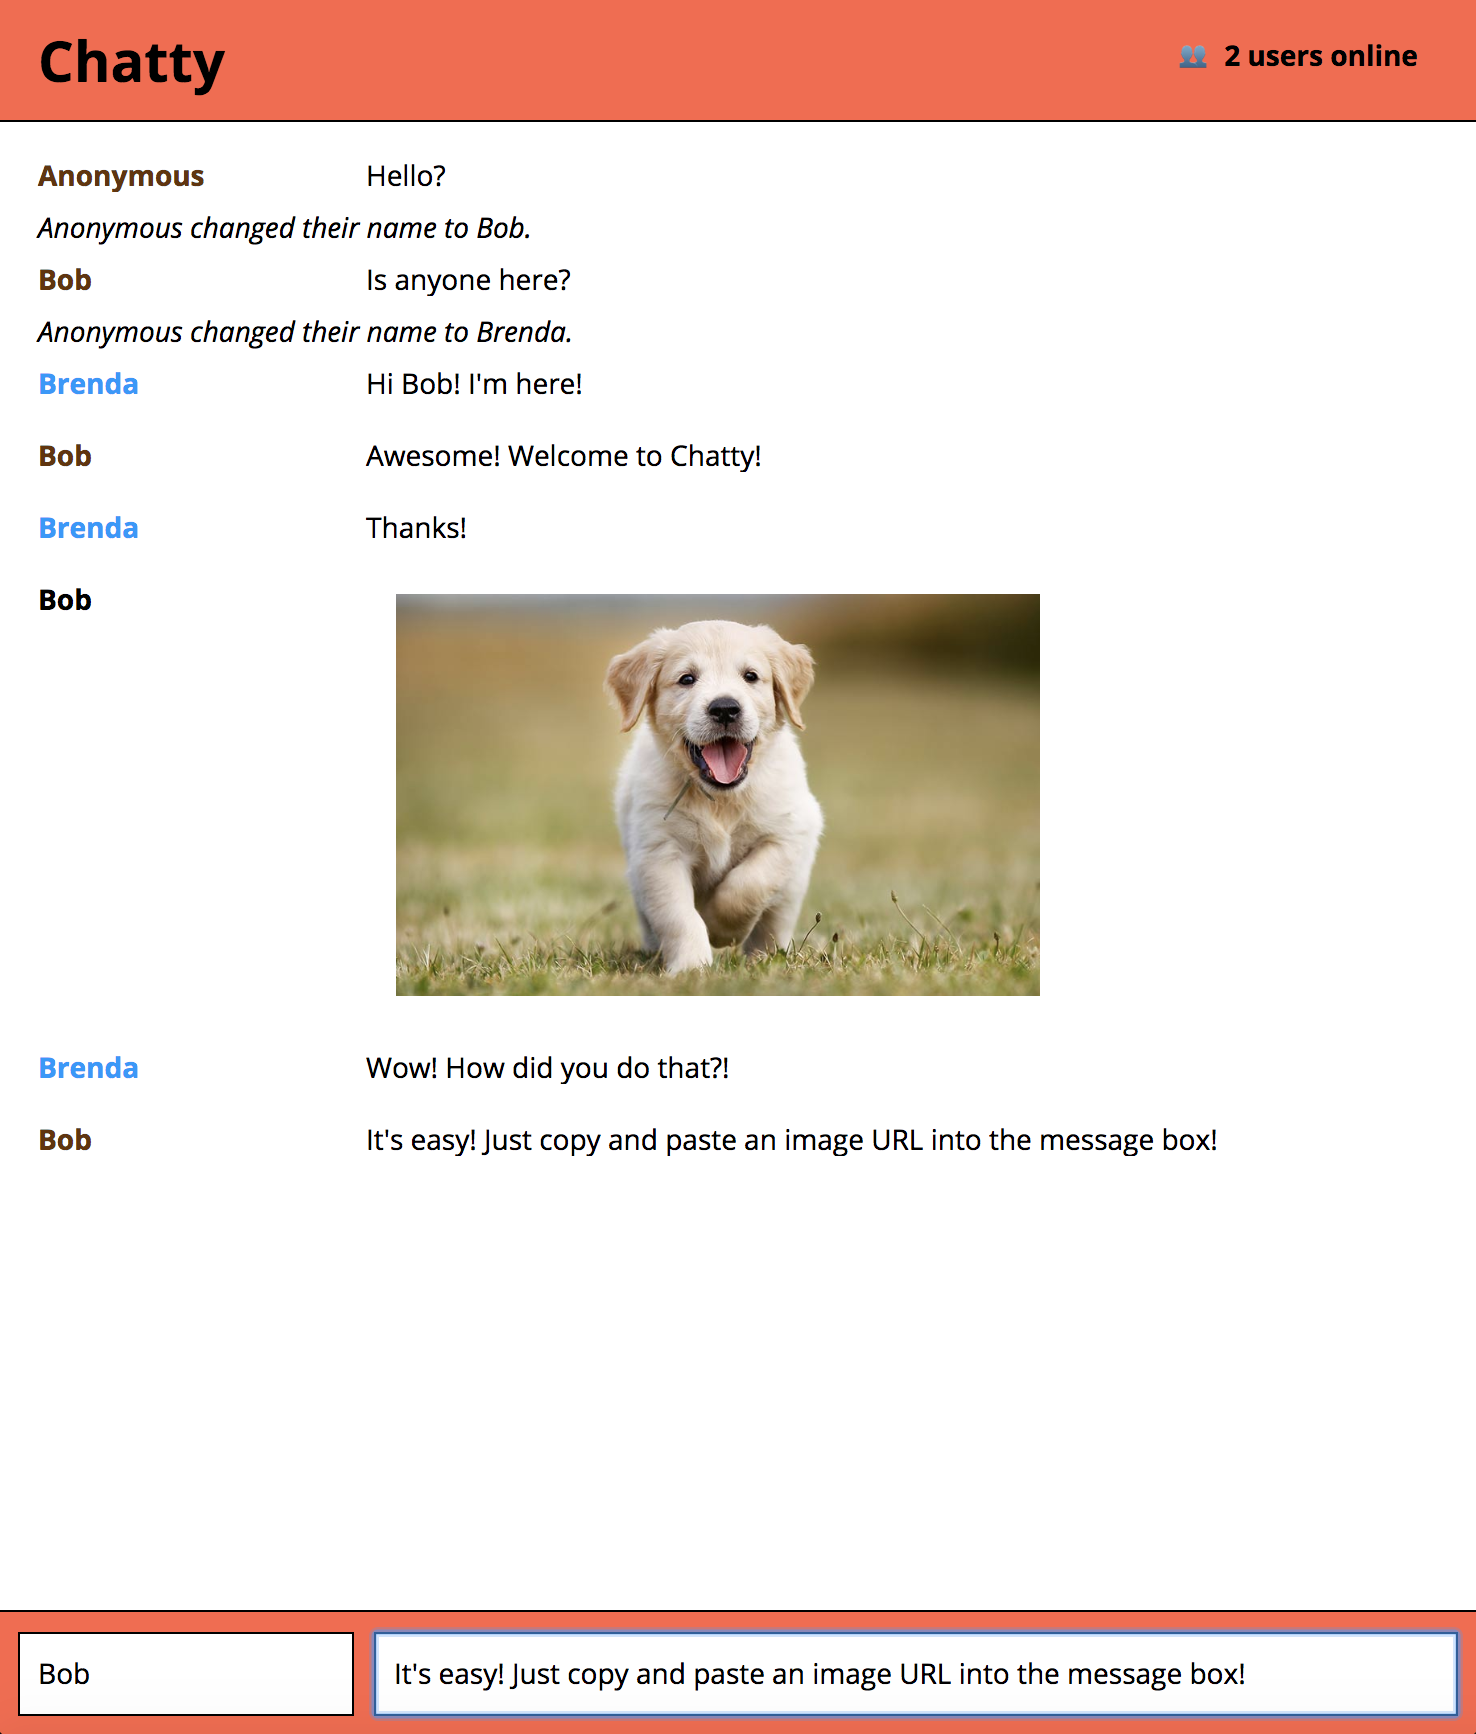 Chatty
2 users online
Anonymous Hello?
Anonymous changed their name to Bob.
Bob Is anyone here?
Anonymous changed their name to Brenda.
Brenda Hi Bob! I'm here!
Bob Awesome! Welcome to Chatty!
Brenda Thanks!
Bob
Brenda Wow! How did you do that?!
Bob It's easy! Just copy and paste an image URL into the message box!
Bob It's easy! Just copy and paste an image URL into the message box!